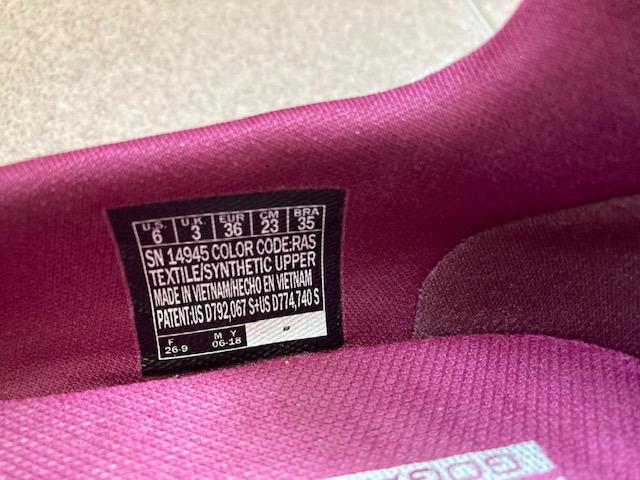 U.S. U.K. EUR CM BRA
6 3 36 23 35
SN 14945 COLOR CODE:RAS
TEXTILE/SYNTHETIC UPPER
MADE IN VIETNAM/HECHO EN VIETNAM
PATENT:US D792,067 S+US D774,740 S
F M Y
26-9 06-18